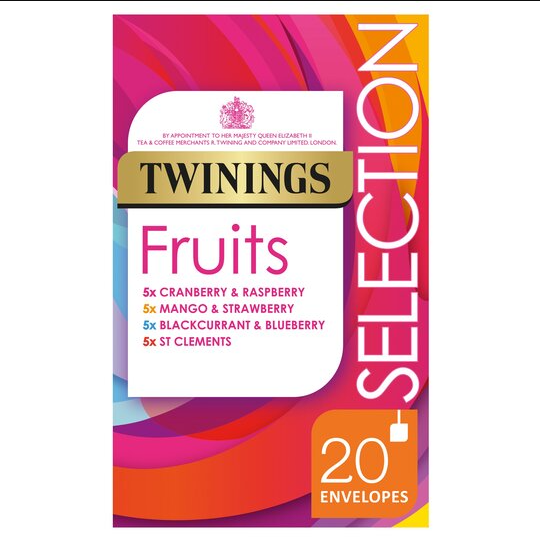 BY APPOINTMENT TO HER MAJESTY QUEEN ELIZABETH II
TEA & COFFEE MERCHANTS R. TWINING AND COMPANY LIMITED, LONDON.
TWININGS
Fruits
5x CRANBERRY & RASPBERRY
5x MANGO & STRAWBERRY
5x BLACKCURRANT & BLUEBERRY
5x ST CLEMENTS
SELECTION
20
ENVELOPES